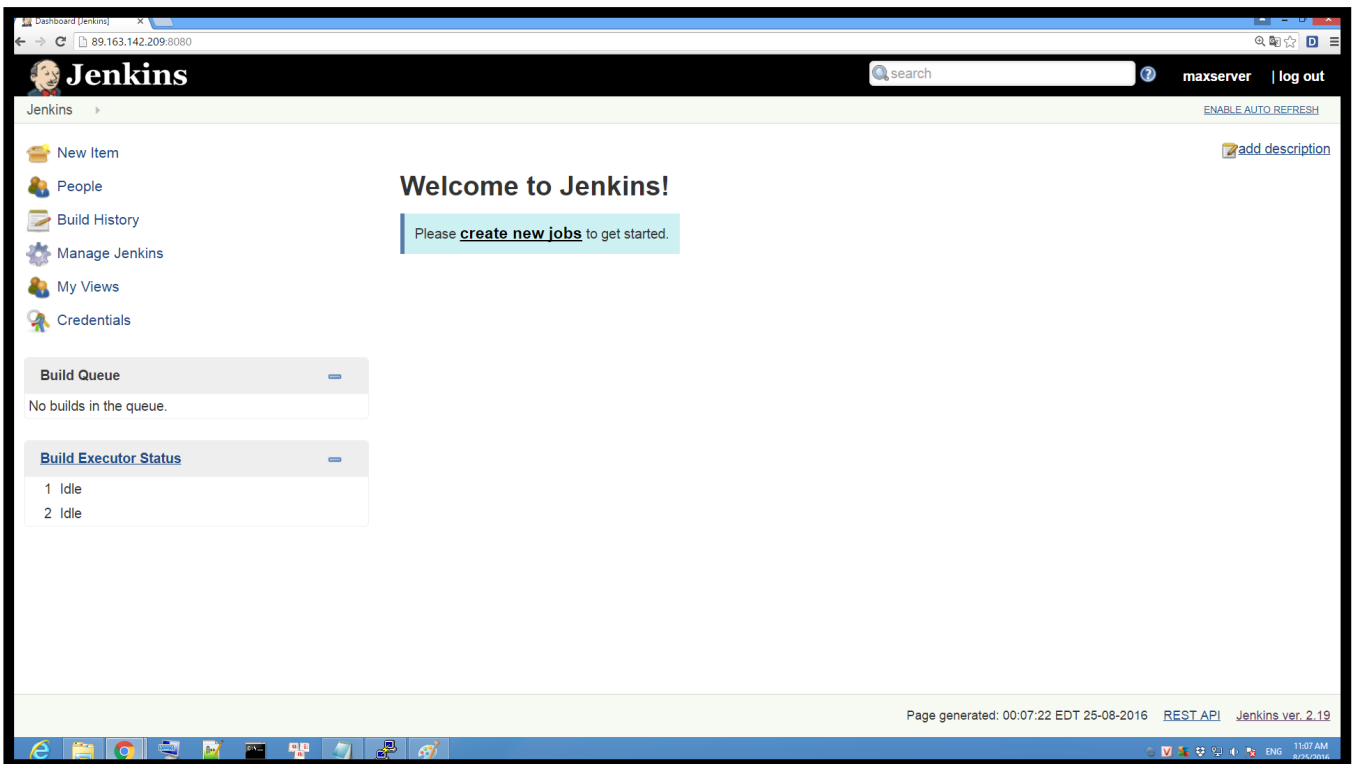 Dashboard [Jenkins]
89.163.142.209:8080
Jenkins
search
maxserver | log out
Jenkins
ENABLE AUTO REFRESH
New Item
People
Build History
Manage Jenkins
My Views
Credentials
add description
Welcome to Jenkins!
Please create new jobs to get started.
Build Queue
No builds in the queue.
Build Executor Status
1 Idle
2 Idle
Page generated: 00:07:22 EDT 25-08-2016 REST API Jenkins ver. 2.19
ENG
11:07 AM
8/25/2016